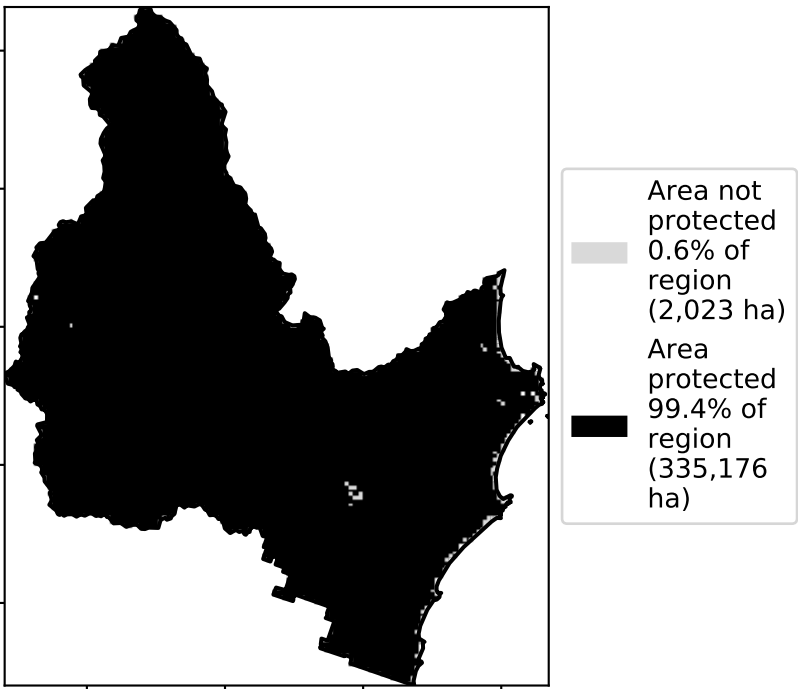 Area not
protected
0.6% of
region
(2,023 ha)
Area
protected
99.4% of
region
(335,176
ha)